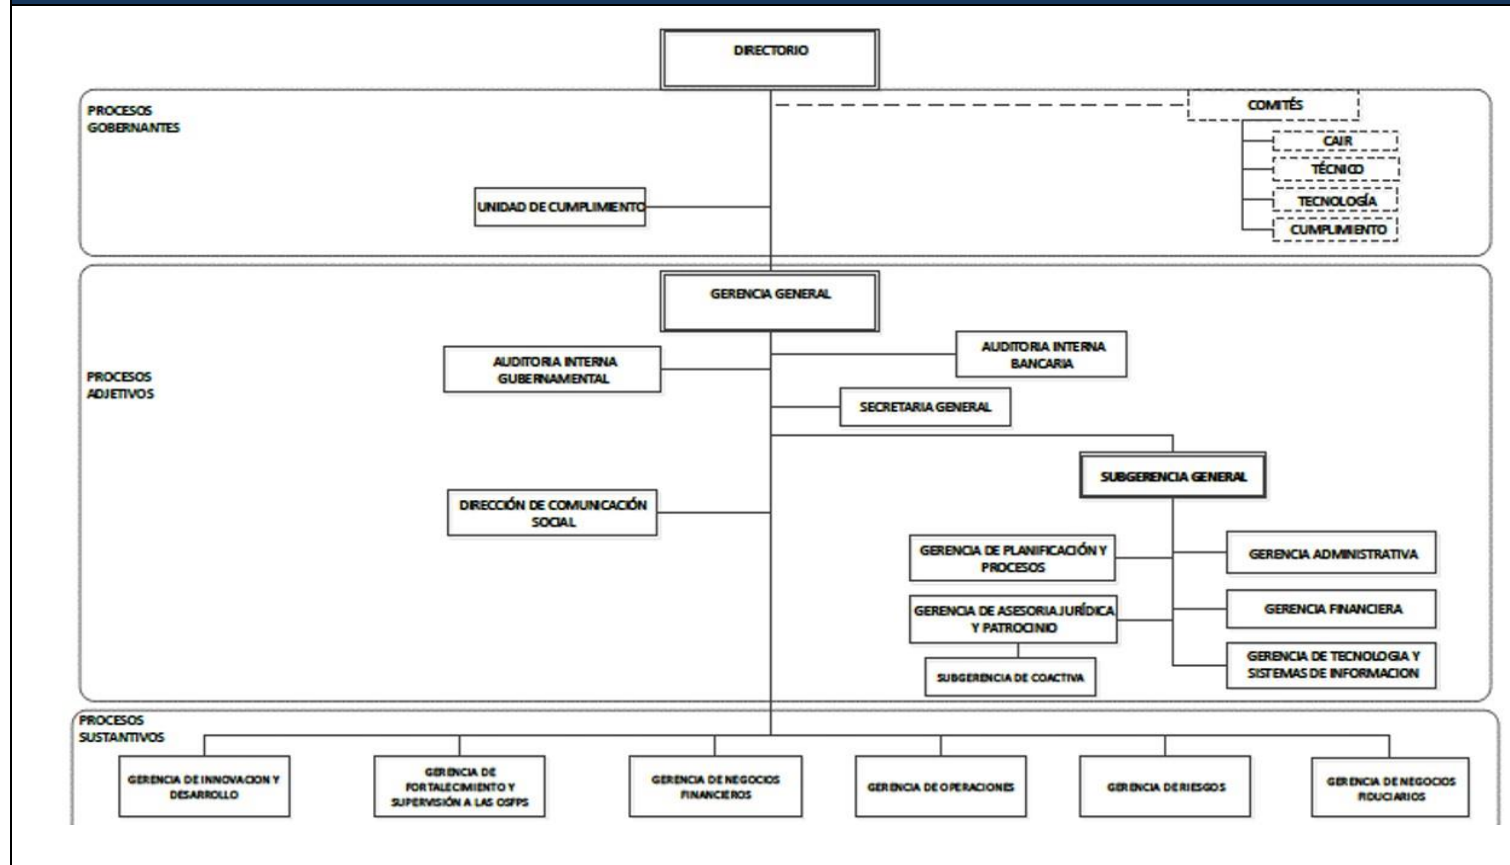 DIRECTORIO
PROCESOS
GOBERNANTES
COMITÉS
CAIR
TÉCNICO
TECNOLOGÍA
CUMPLIMIENTO
UNIDAD DE CUMPLIMIENTO
GERENCIA GENERAL
PROCESOS
ADJETIVOS
AUDITORIA INTERNA
GUBERNAMENTAL
AUDITORIA INTERNA
BANCARIA
SECRETARIA GENERAL
SUBGERENCIA GENERAL
DIRECCIÓN DE COMUNICACIÓN
SOCIAL
GERENCIA DE PLANIFICACIÓN Y
PROCESOS
GERENCIA ADMINISTRATIVA
GERENCIA DE ASESORIA JURÍDICA
Y PATROCINIO
GERENCIA FINANCIERA
SUBGERENCIA DE COACTIVA
GERENCIA DE TECNOLOGIA Y
SISTEMAS DE INFORMACION
PROCESOS
SUSTANTIVOS
GERENCIA DE INNOVACION Y
DESARROLLO
GERENCIA DE
FORTALECIMIENTO Y
SUPERVISIÓN A LAS OSFPS
GERENCIA DE NEGOCIOS
FINANCIEROS
GERENCIA DE OPERACIONES
GERENCIA DE RIESGOS
GERENCIA DE NEGOCIOS
FIDUCIARIOS